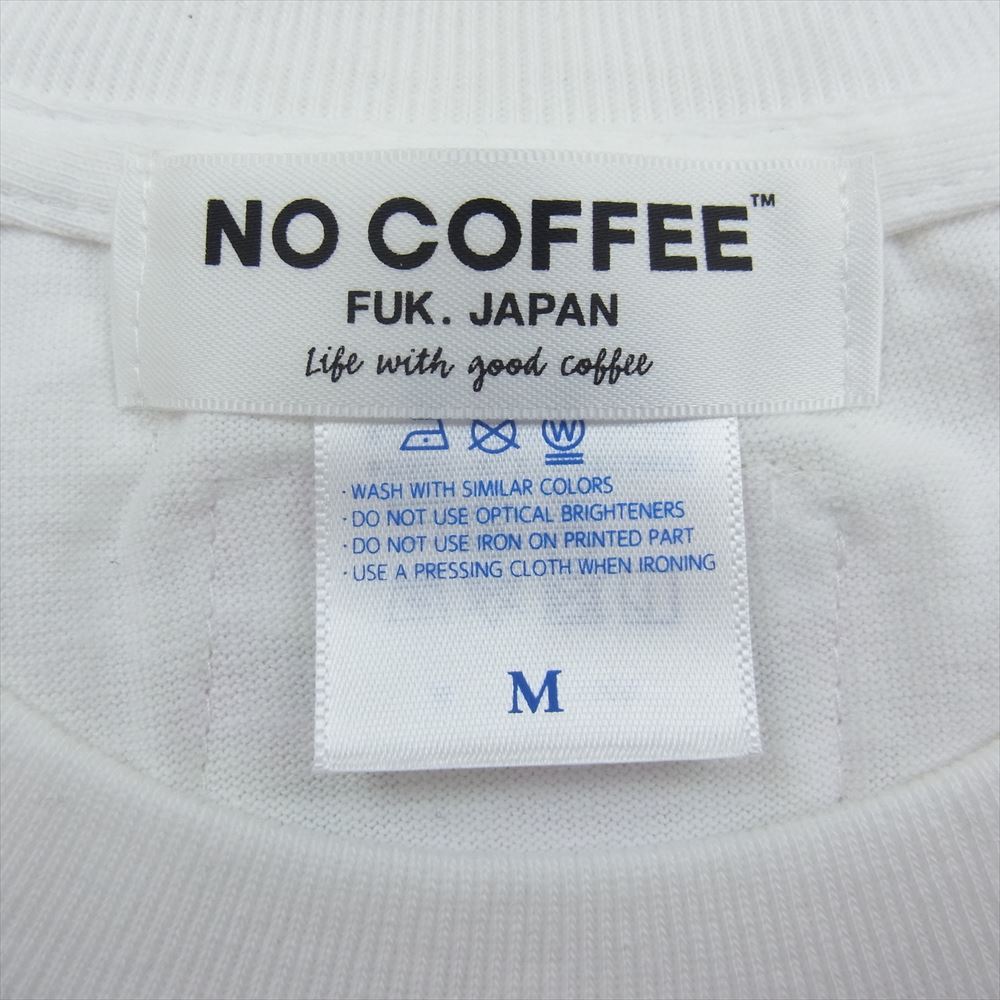 NO COFFEE™
FUK. JAPAN
Life with good coffee
W
· WASH WITH SIMILAR COLORS
· DO NOT USE OPTICAL BRIGHTENERS
· DO NOT USE IRON ON PRINTED PART
· USE A PRESSING CLOTH WHEN IRONING
M